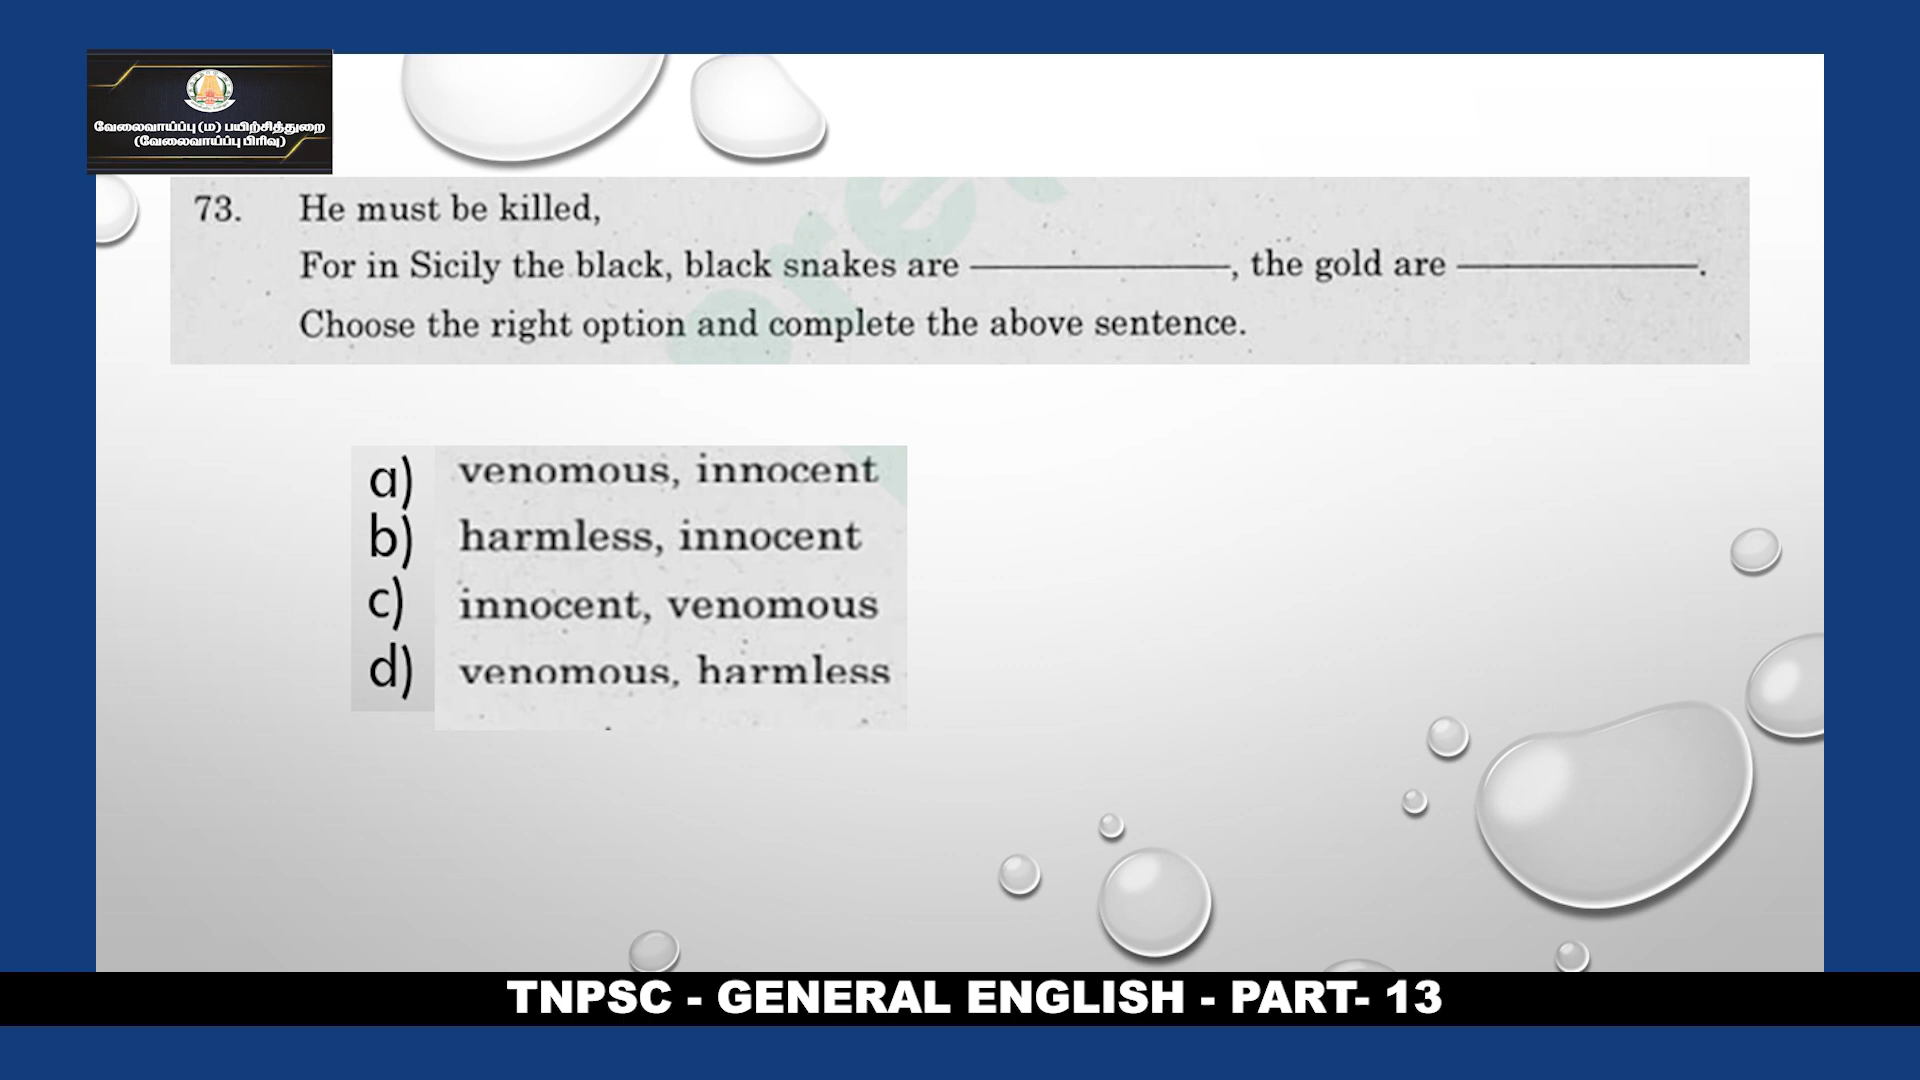 வேலைவாய்ப்பு (ம) பயிற்சித்துறை
(வேலைவாய்ப்பு பிரிவு)
73. He must be killed,
For in Sicily the black, black snakes are ——————, the gold are ——————.
Choose the right option and complete the above sentence.
a) venomous, innocent
b) harmless, innocent
c) innocent, venomous
d) venomous, harmless
TNPSC - GENERAL ENGLISH - PART- 13